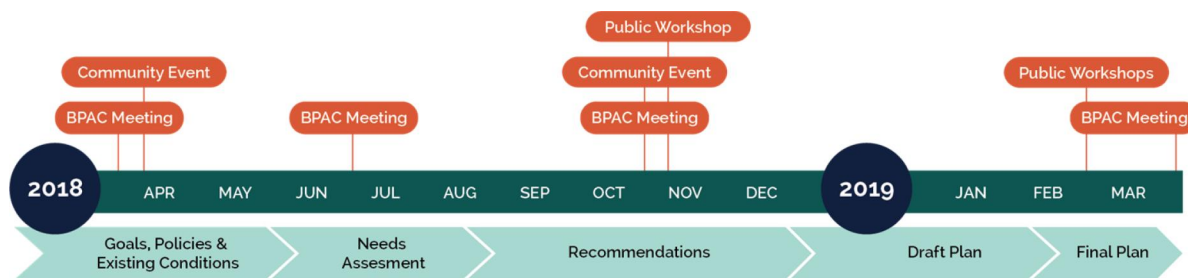 Public Workshop
Community Event
Community Event
Public Workshops
BPAC Meeting
BPAC Meeting
BPAC Meeting
BPAC Meeting
2018
APR
MAY
JUN
JUL
AUG
SEP
OCT
NOV
DEC
2019
JAN
FEB
MAR
Goals, Policies &
Existing Conditions
Needs
Assesment
Recommendations
Draft Plan
Final Plan